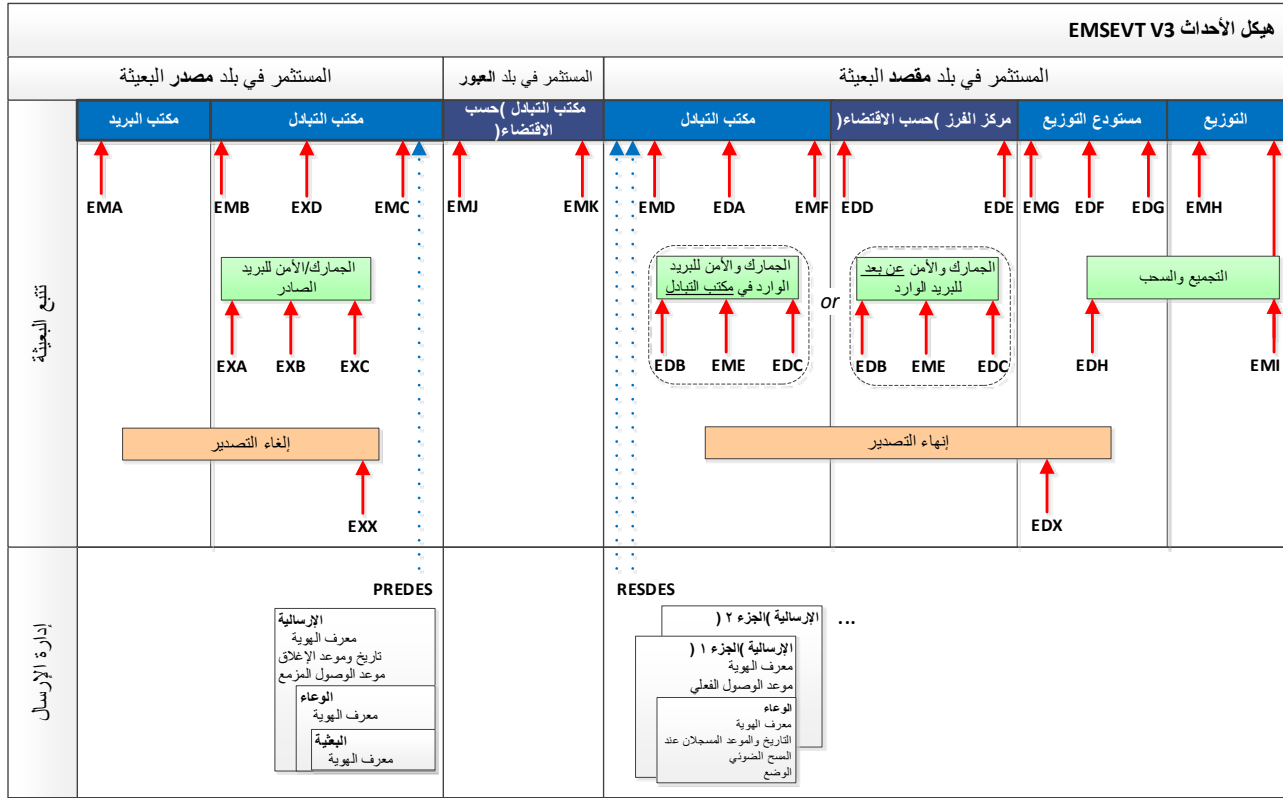 هيكل الأحداث EMSEVT V3
المستثمر في بلد مصدر البعيثة
المستثمر في بلد العبور
المستثمر في بلد مقصد البعيثة
مكتب البريد
مكتب التبادل
مكتب التبادل )حسب
الاقتضاء(
مكتب التبادل
مركز الفرز )حسب الاقتضاء(
مستودع التوزيع
التوزيع
تتبع البعيثة
EMA
EMB
EXD
EMC
EMJ
EMK
EMD
EDA
EMF
EDD
EDE
EMG
EDF
EDG
EMH
الجمارك/الأمن للبريد
الصادر
EXA
EXB
EXC
الجمارك والأمن للبريد
الوارد في مكتب التبادل
EDB
EME
EDC
or
الجمارك والأمن عن بعد
للبريد الوارد
EDB
EME
EDC
التجميع والسحب
EDH
EMI
إلغاء التصدير
EXX
إنهاء التصدير
EDX
إدارة الإرسال
PREDES
الإرسالية
معرف الهوية
تاريخ وموعد الإغلاق
موعد الوصول المزمع
الوعاء
معرف الهوية
البعثية
معرف الهوية
RESDES
الإرسالية )الجزء ٢ (
...
الإرسالية )الجزء ١ (
معرف الهوية
موعد الوصول الفعلي
الوعاء
معرف الهوية
التاريخ والموعد المسجلان عند
المسح الضوئي
الوضع